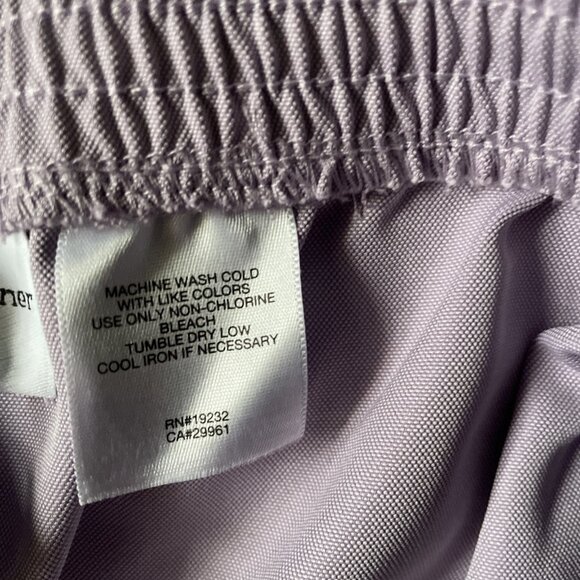 ner
MACHINE WASH COLD
WITH LIKE COLORS
USE ONLY NON-CHLORINE
BLEACH
TUMBLE DRY LOW
COOL IRON IF NECESSARY
RN#19232
CA#29961